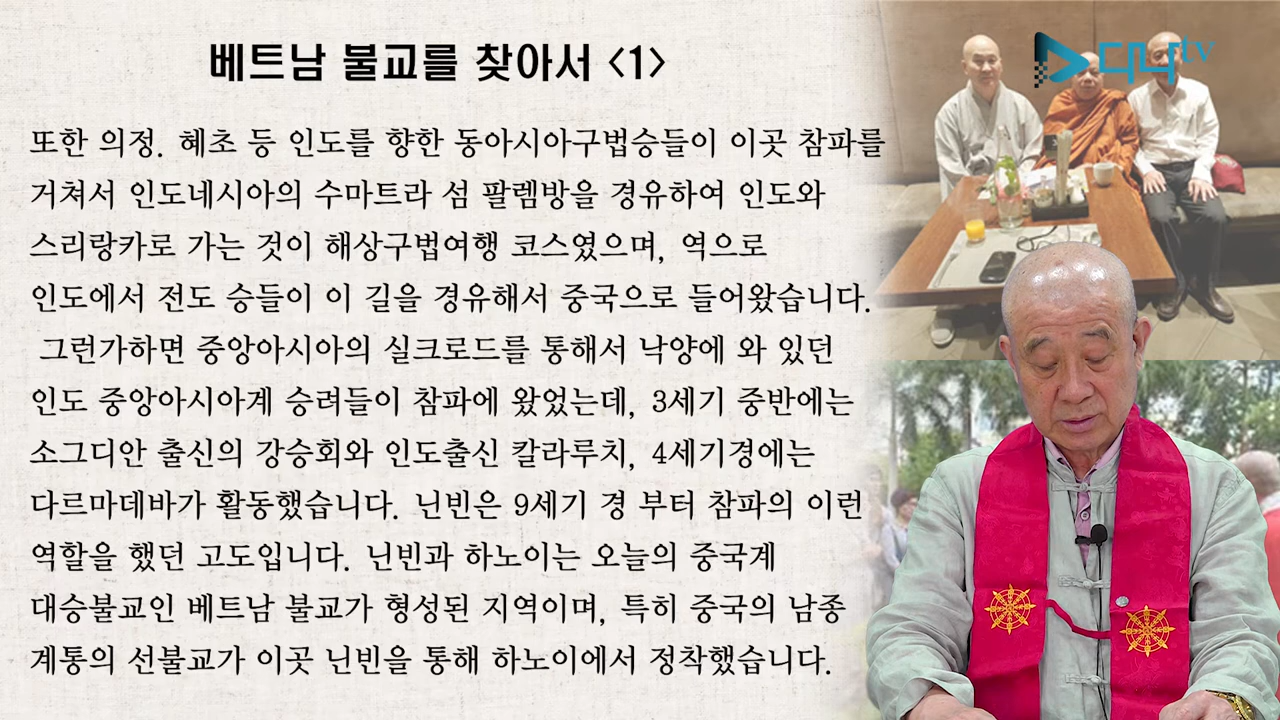 베트남 불교를 찾아서 <1>
다나 tv
또한 의정. 혜초 등 인도를 향한 동아시아구법승들이 이곳 참파를
거쳐서 인도네시아의 수마트라 섬 팔렘방을 경유하여 인도와
스리랑카로 가는 것이 해상구법여행 코스였으며, 역으로
인도에서 전도 승들이 이 길을 경유해서 중국으로 들어왔습니다.
그런가하면 중앙아시아의 실크로드를 통해서 낙양에 와 있던
인도 중앙아시아계 승려들이 참파에 왔었는데, 3세기 중반에는
소그디안 출신의 강승회와 인도출신 칼라루치, 4세기경에는
다르마데바가 활동했습니다. 닌빈은 9세기 경 부터 참파의 이런
역할을 했던 고도입니다. 닌빈과 하노이는 오늘의 중국계
대승불교인 베트남 불교가 형성된 지역이며, 특히 중국의 남종
계통의 선불교가 이곳 닌빈을 통해 하노이에서 정착했습니다.